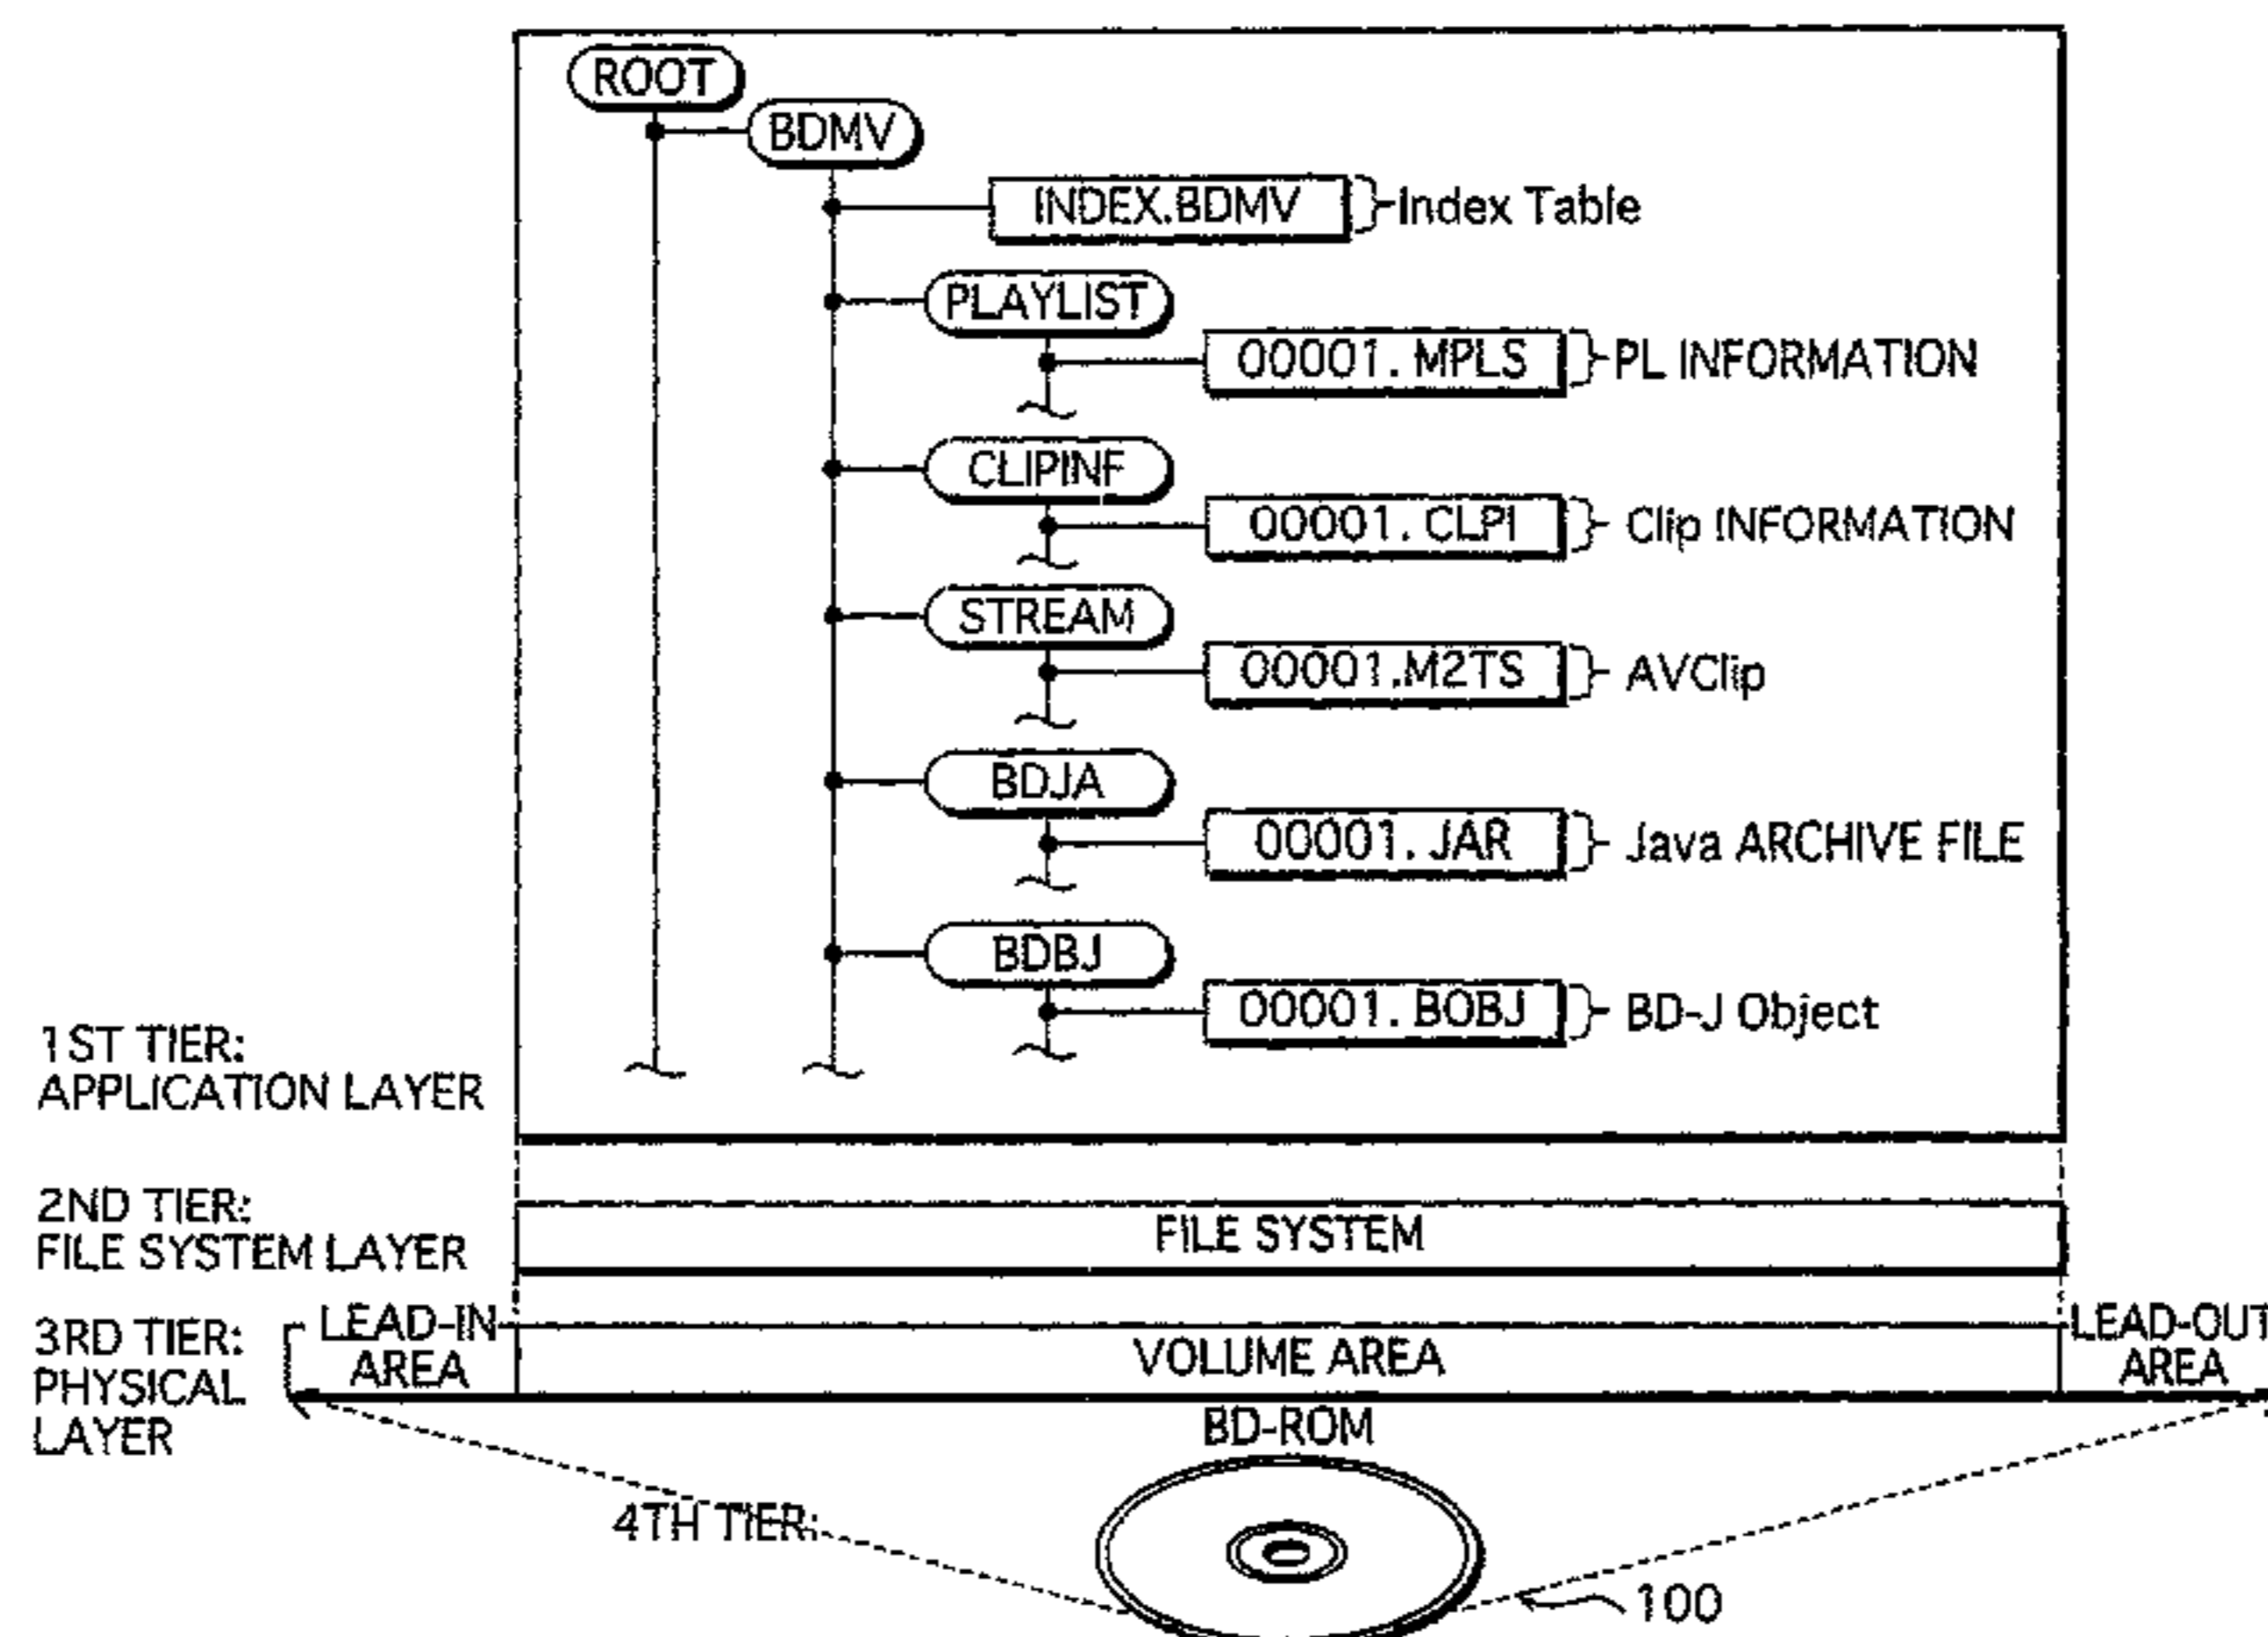 ROOT
BDMV
INDEX.BDMV Index Table
PLAYLIST
00001. MPLS PL INFORMATION
CLIPINF
00001. CLPI Clip INFORMATION
STREAM
00001.M2TS AVClip
BDJA
00001. JAR Java ARCHIVE FILE
BDBJ
00001. BOBJ BD-J Object
1ST TIER:
APPLICATION LAYER
2ND TIER:
FILE SYSTEM LAYER
FILE SYSTEM
3RD TIER:
PHYSICAL
LAYER
LEAD-IN
AREA
VOLUME AREA
LEAD-OUT
AREA
BD-ROM
4TH TIER:
100